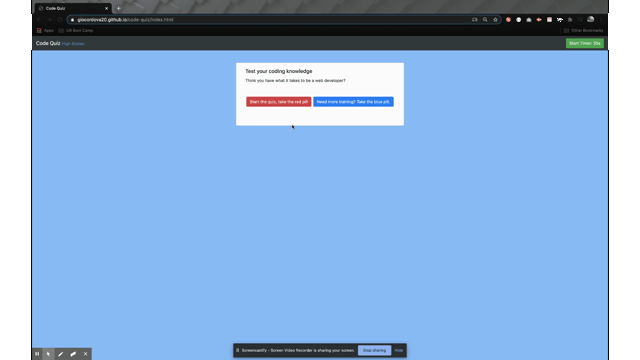 Code Quiz
giocordova20.github.io/code-quiz/index.html
Apps
UA Boot Camp
Other Bookmarks
Code Quiz High Scores
Start Timer: 35s
Test your coding knowledge
Think you have what it takes to be a web developer?
Start the quiz, take the red pill
Need more training? Take the blue pill.
Screencastify - Screen Video Recorder is sharing your screen.
Stop sharing
Hide